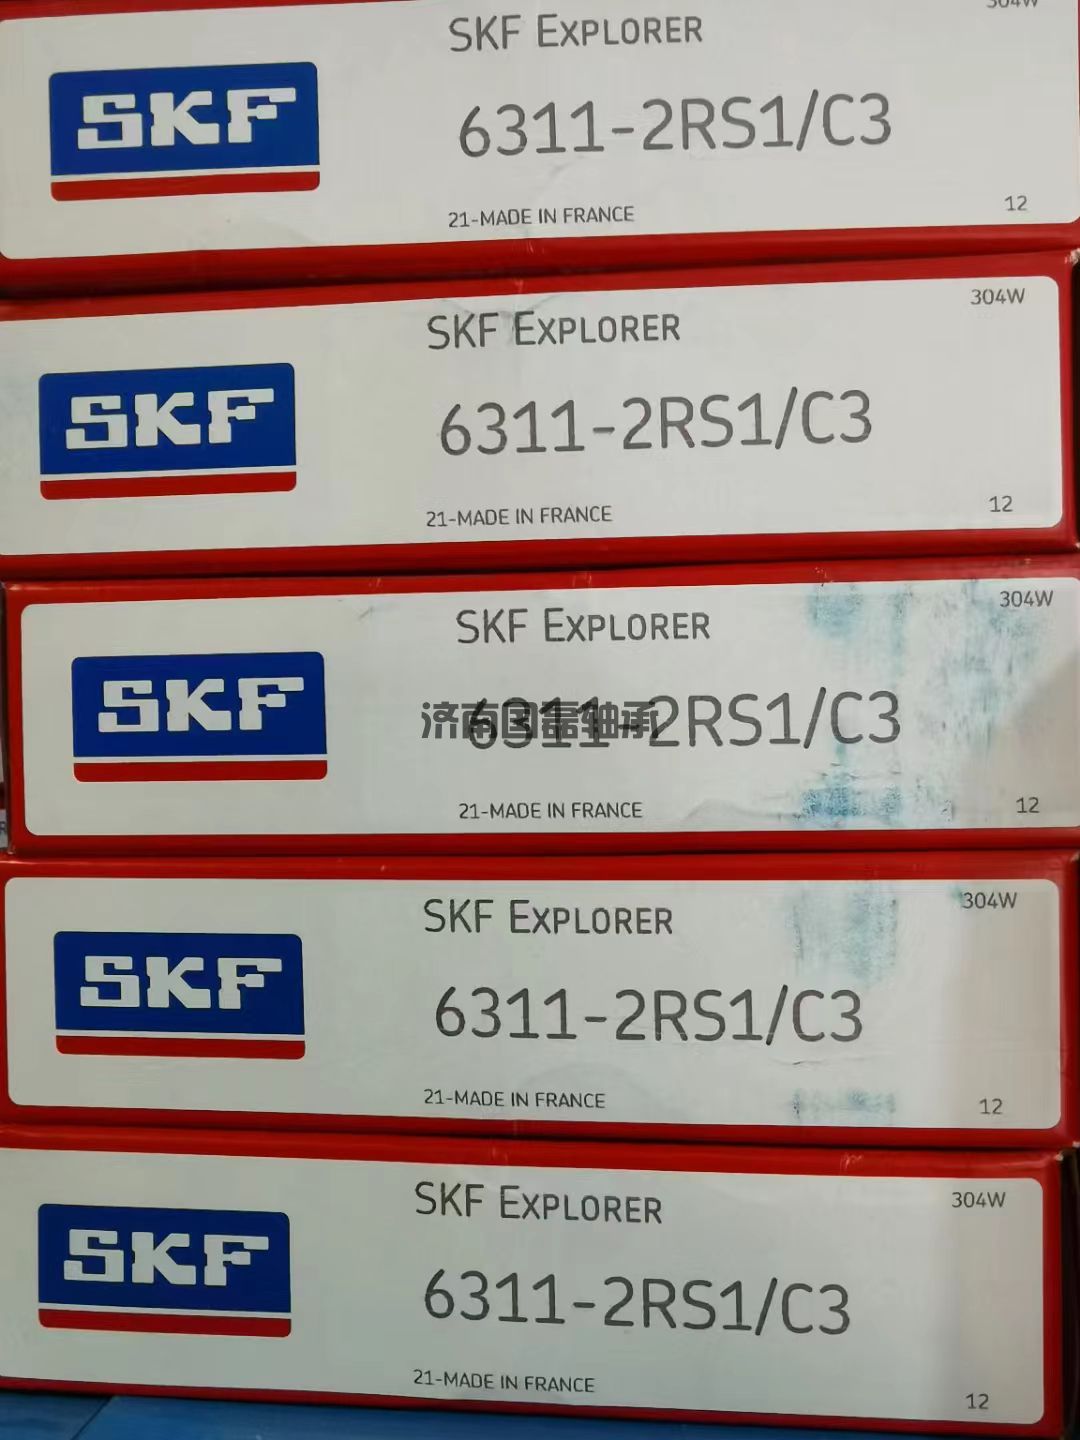 304W
SKF EXPLORER
SKF
6311-2RS1/C3
21-MADE IN FRANCE
12
304W
SKF EXPLORER
SKF
6311-2RS1/C3
21-MADE IN FRANCE
12
304W
SKF EXPLORER
SKF
6311-2RS1/C3
济南国磊轴承
21-MADE IN FRANCE
12
304W
SKF EXPLORER
SKF
6311-2RS1/C3
21-MADE IN FRANCE
12
304W
SKF EXPLORER
SKF
6311-2RS1/C3
21-MADE IN FRANCE
12